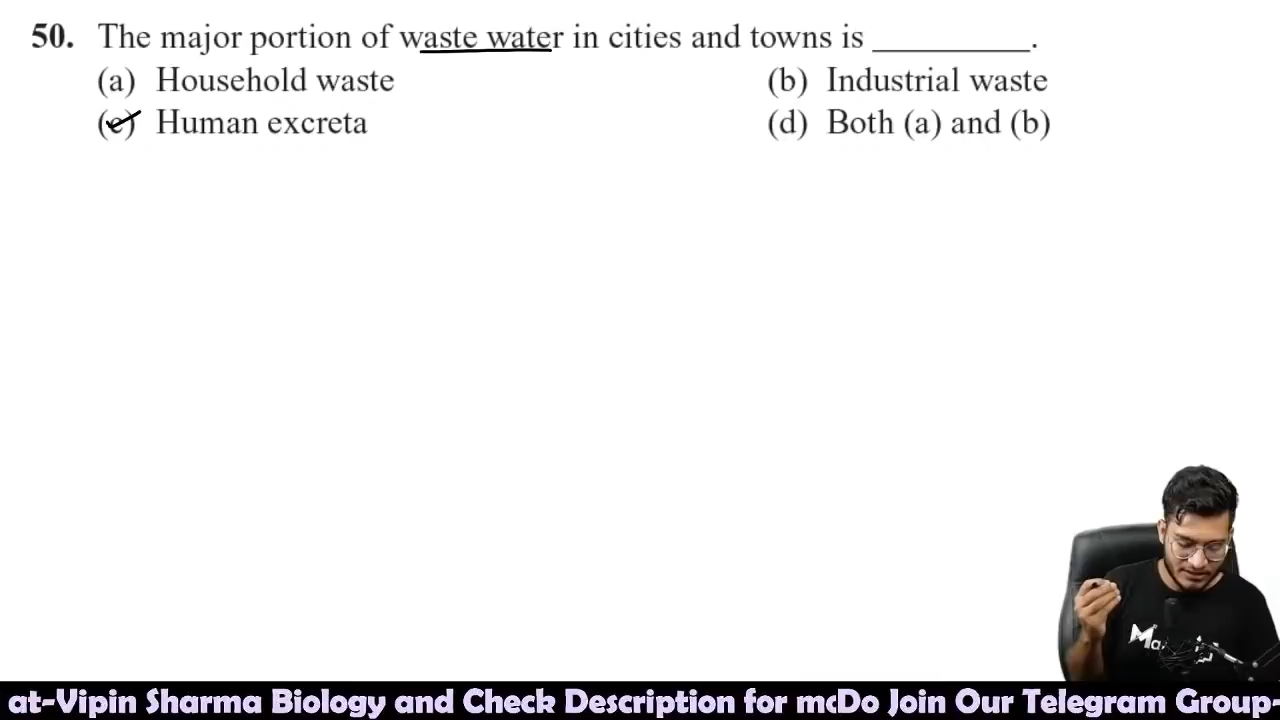 50. The major portion of waste water in cities and towns is __________.
(a) Household waste (b) Industrial waste
(c) Human excreta (d) Both (a) and (b)
at-Vipin Sharma Biology and Check Description for mcDo Join Our Telegram Group-